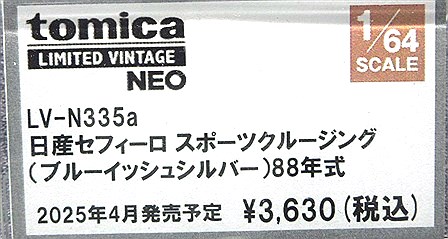 tomica
LIMITED VINTAGE
NEO
1/64
SCALE
LV-N335a
日産セフィーロ スポーツクルージング
(ブルーイッシュシルバー)88年式
2025年4月発売予定 ¥3,630(税込)